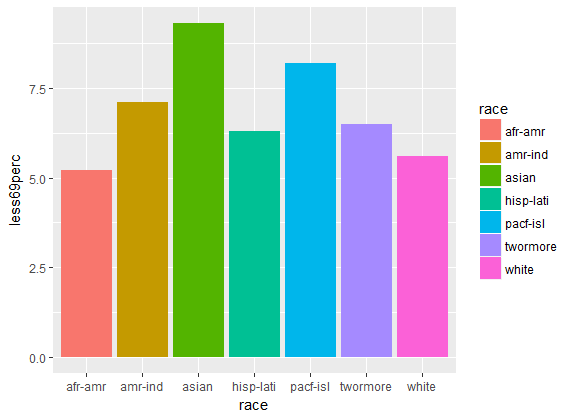 less69perc
7.5
5.0
2.5
0.0
afr-amr amr-ind asian hisp-lati pacf-isl twormore white
race
race
afr-amr
amr-ind
asian
hisp-lati
pacf-isl
twormore
white